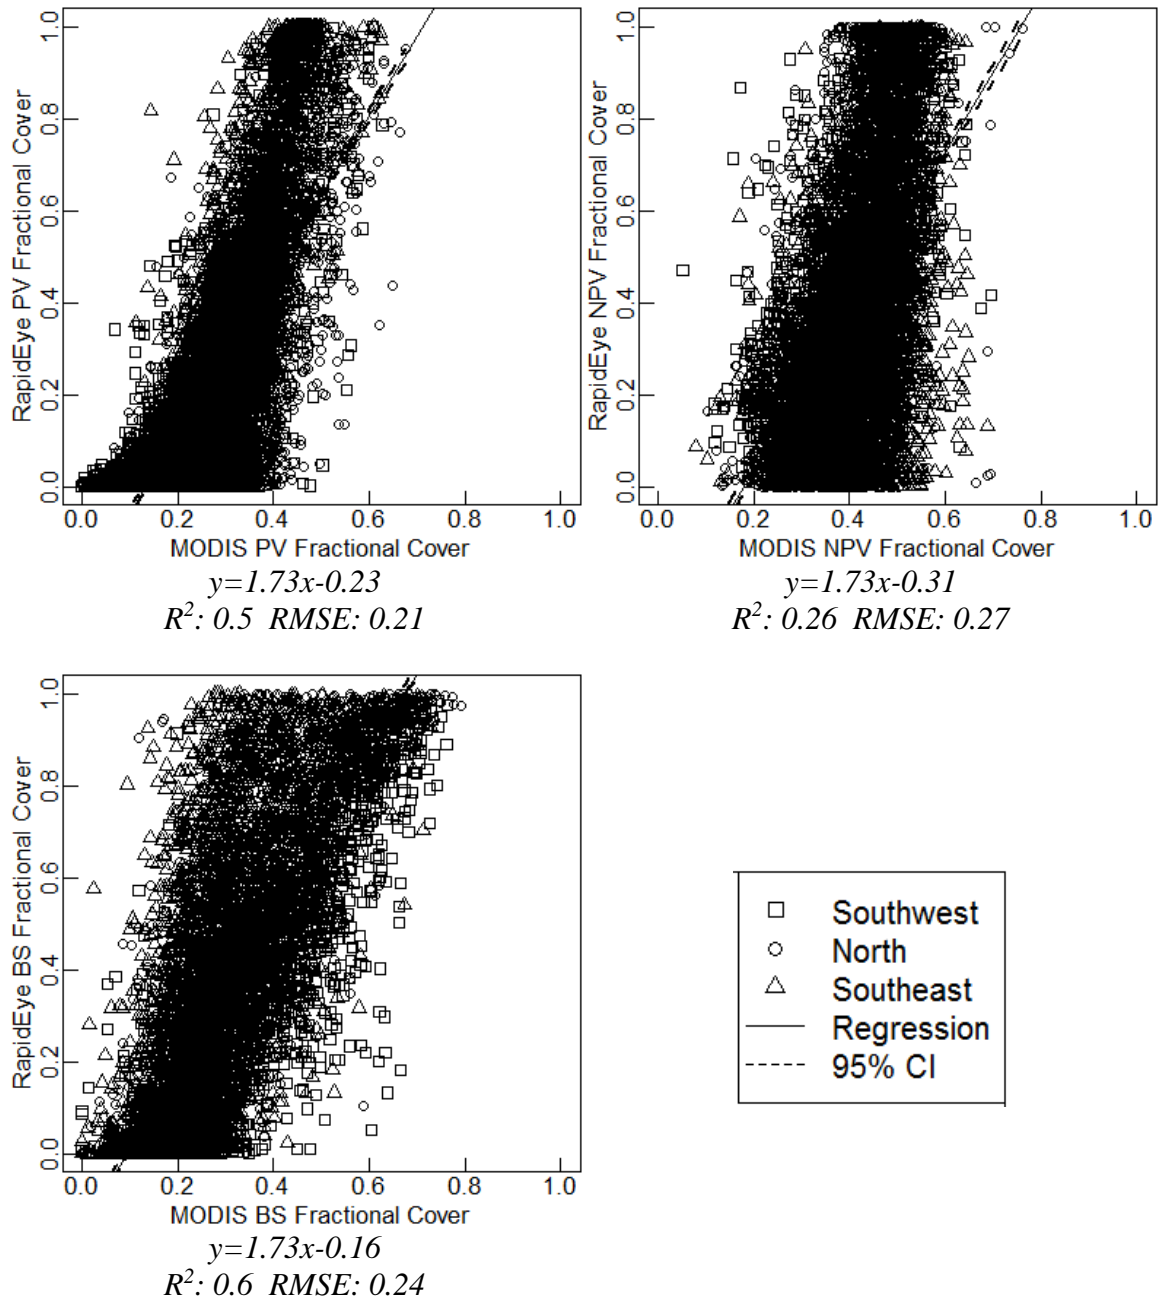 RapidEye PV Fractional Cover
1.0
0.8
0.6
0.4
0.2
0.0
0.0 0.2 0.4 0.6 0.8 1.0
MODIS PV Fractional Cover
y=1.73x-0.23
R²: 0.5 RMSE: 0.21
RapidEye NPV Fractional Cover
1.0
0.8
0.6
0.4
0.2
0.0
0.0 0.2 0.4 0.6 0.8 1.0
MODIS NPV Fractional Cover
y=1.73x-0.31
R²: 0.26 RMSE: 0.27
RapidEye BS Fractional Cover
1.0
0.8
0.6
0.4
0.2
0.0
0.0 0.2 0.4 0.6 0.8 1.0
MODIS BS Fractional Cover
y=1.73x-0.16
R²: 0.6 RMSE: 0.24
Southwest
North
Southeast
Regression
95% CI